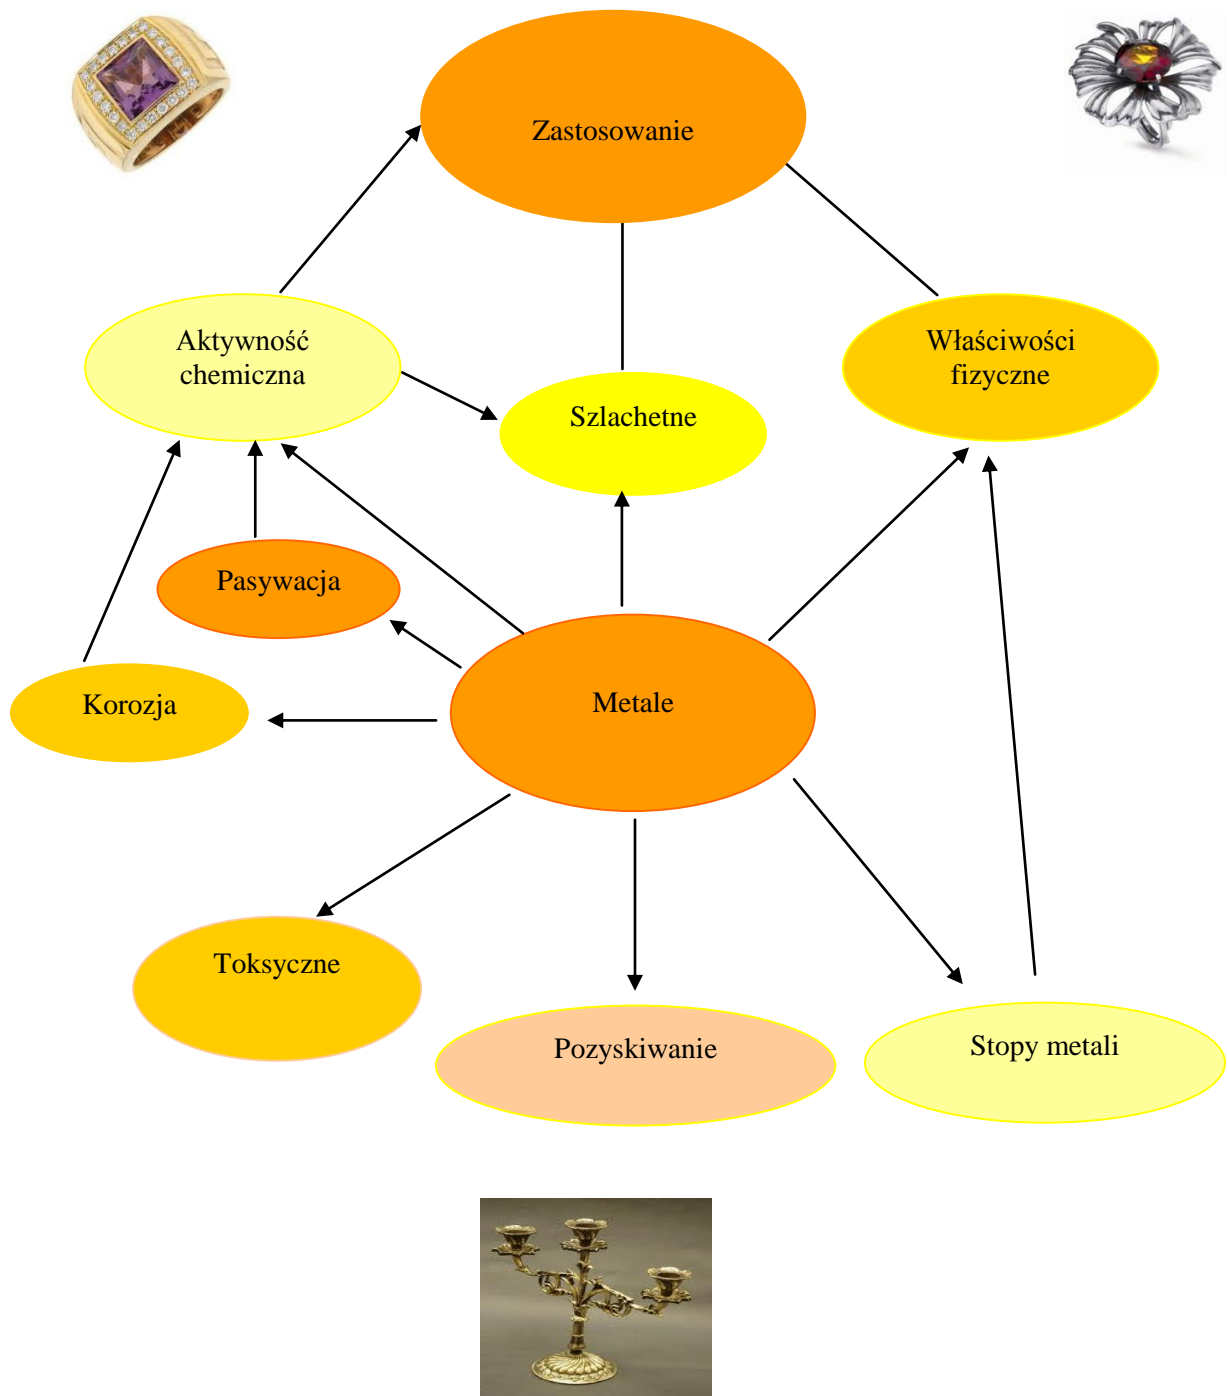 Zastosowanie
Aktywność
chemiczna
Właściwości
fizyczne
Szlachetne
Pasywacja
Korozja
Metale
Toksyczne
Pozyskiwanie
Stopy metali